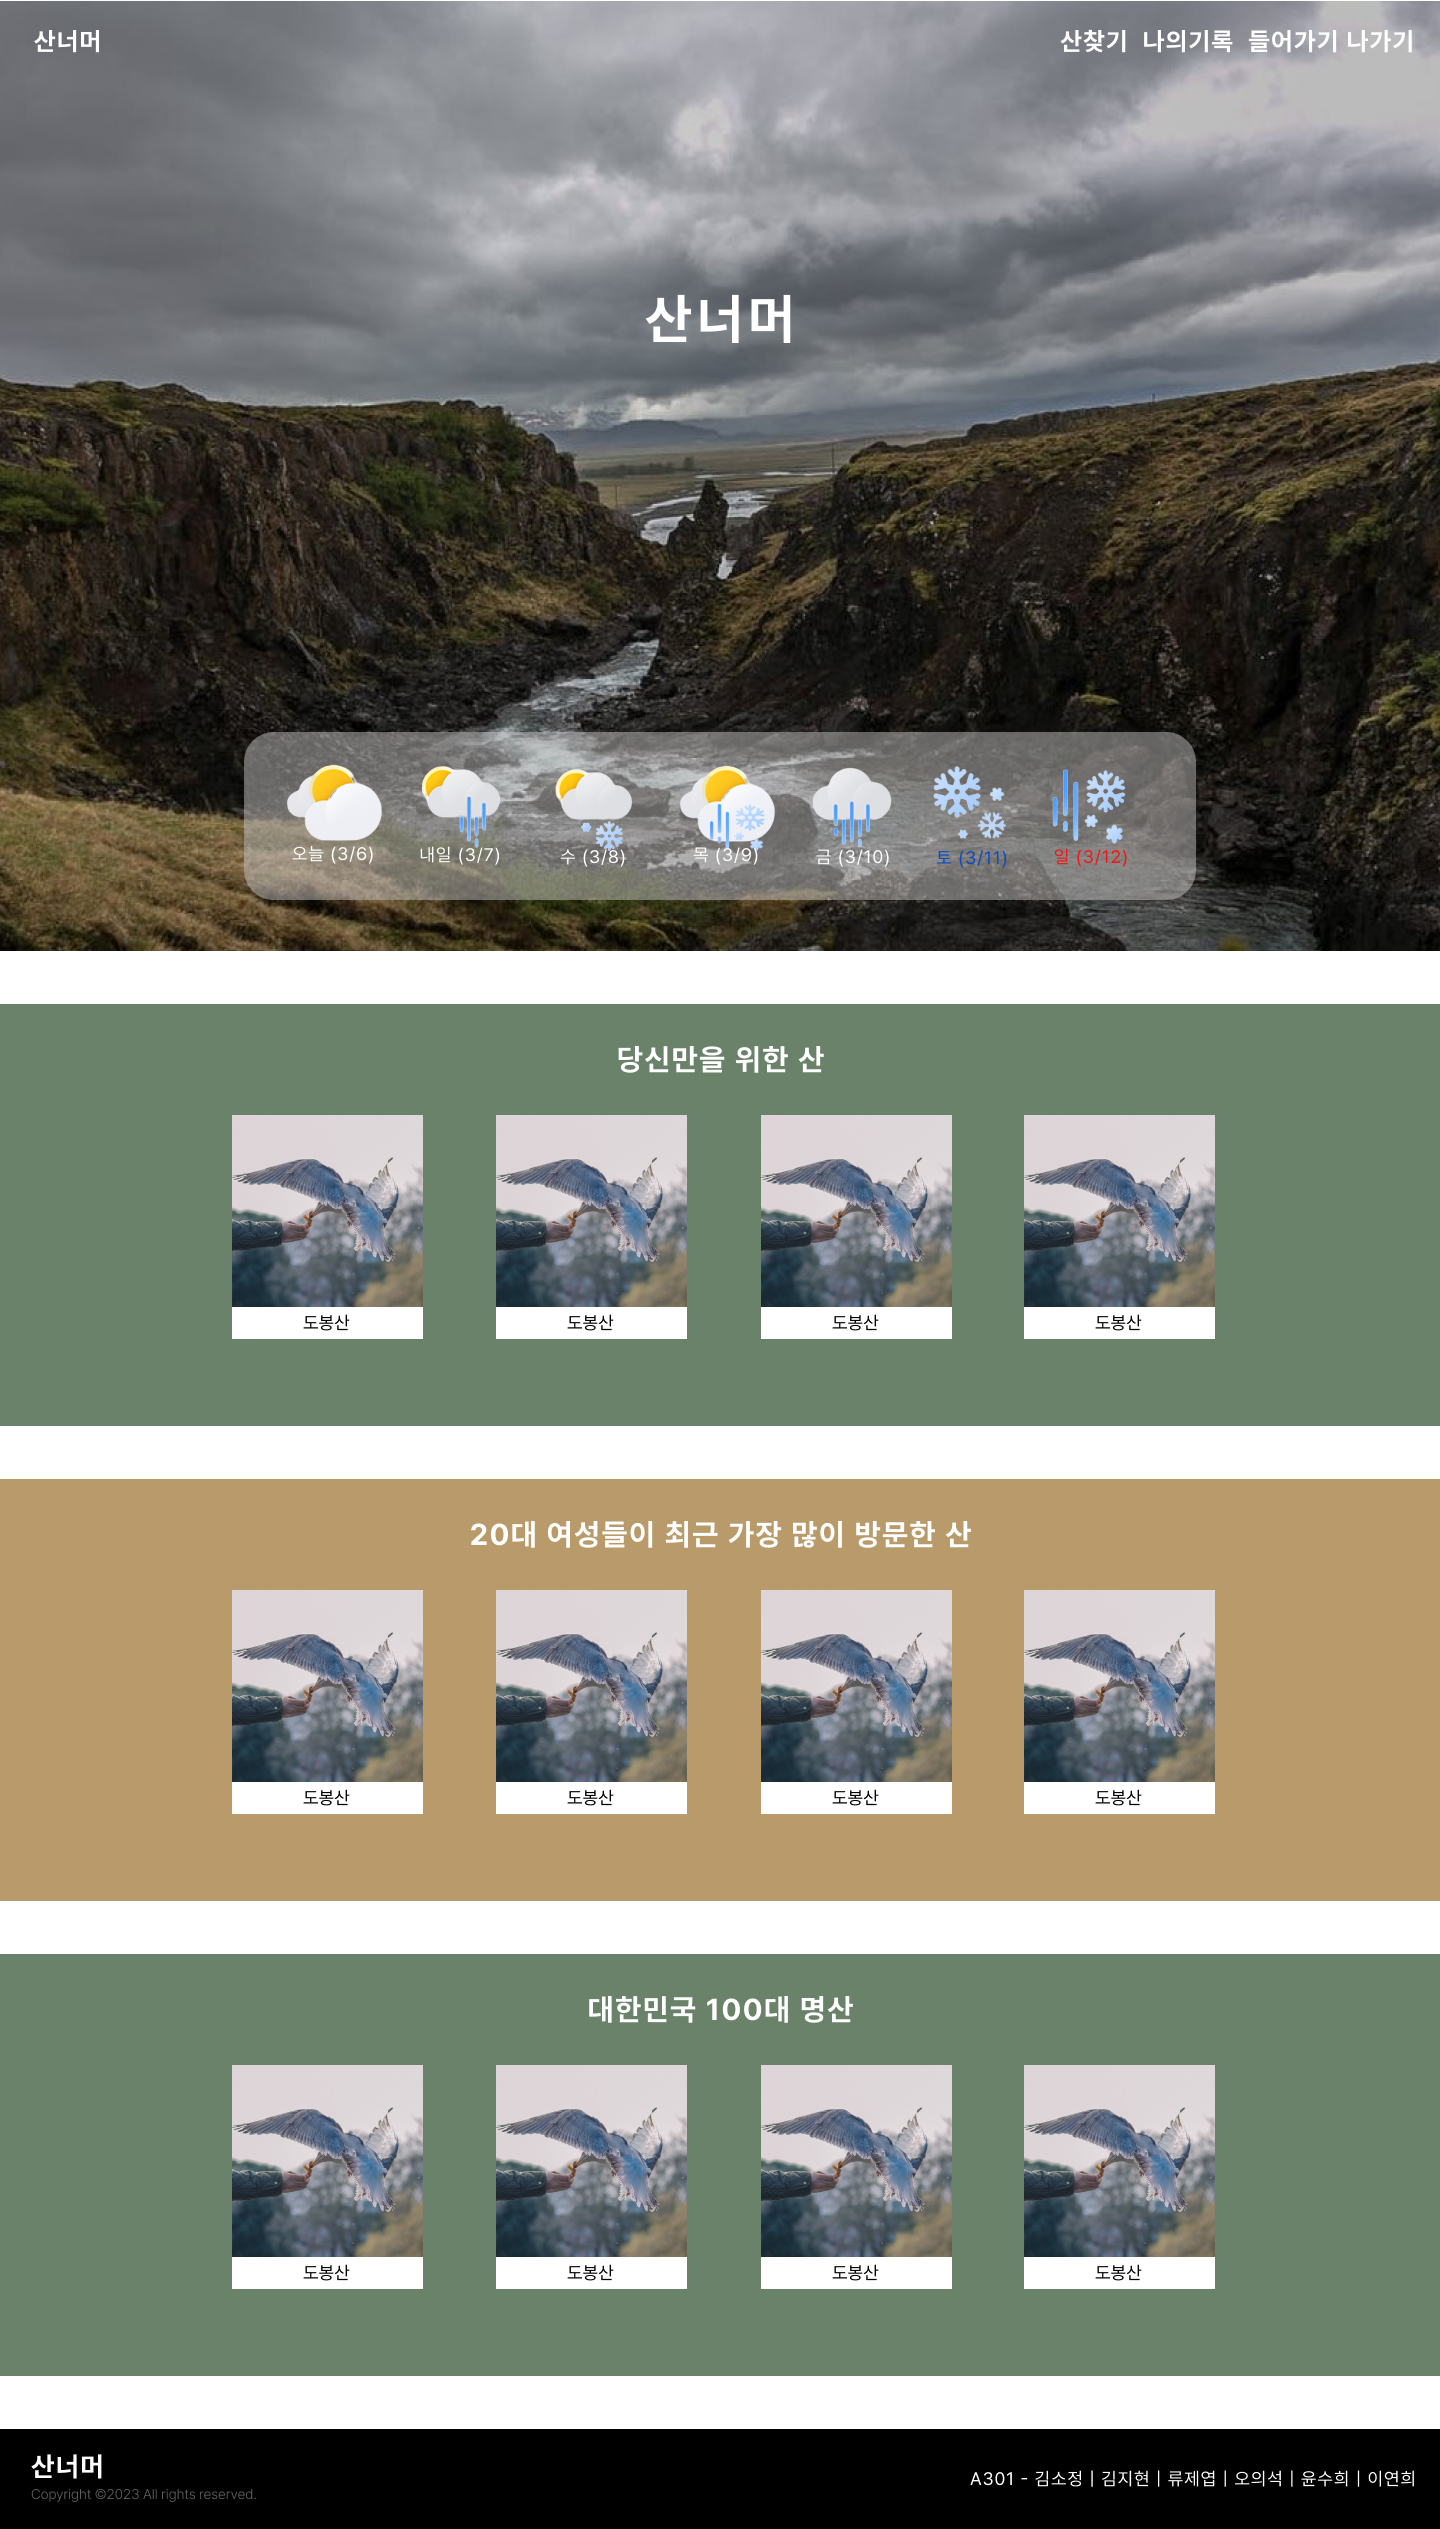 산너머
산찾기 나의기록 들어가기 나가기
산너머
오늘 (3/6) 내일 (3/7) 수 (3/8) 목 (3/9) 금 (3/10) 토 (3/11) 일 (3/12)
당신만을 위한 산
도봉산 도봉산 도봉산 도봉산
20대 여성들이 최근 가장 많이 방문한 산
도봉산 도봉산 도봉산 도봉산
대한민국 100대 명산
도봉산 도봉산 도봉산 도봉산
산너머
Copyright ©2023 All rights reserved.
A301 - 김소정 | 김지현 | 류제엽 | 오의석 | 윤수희 | 이연희